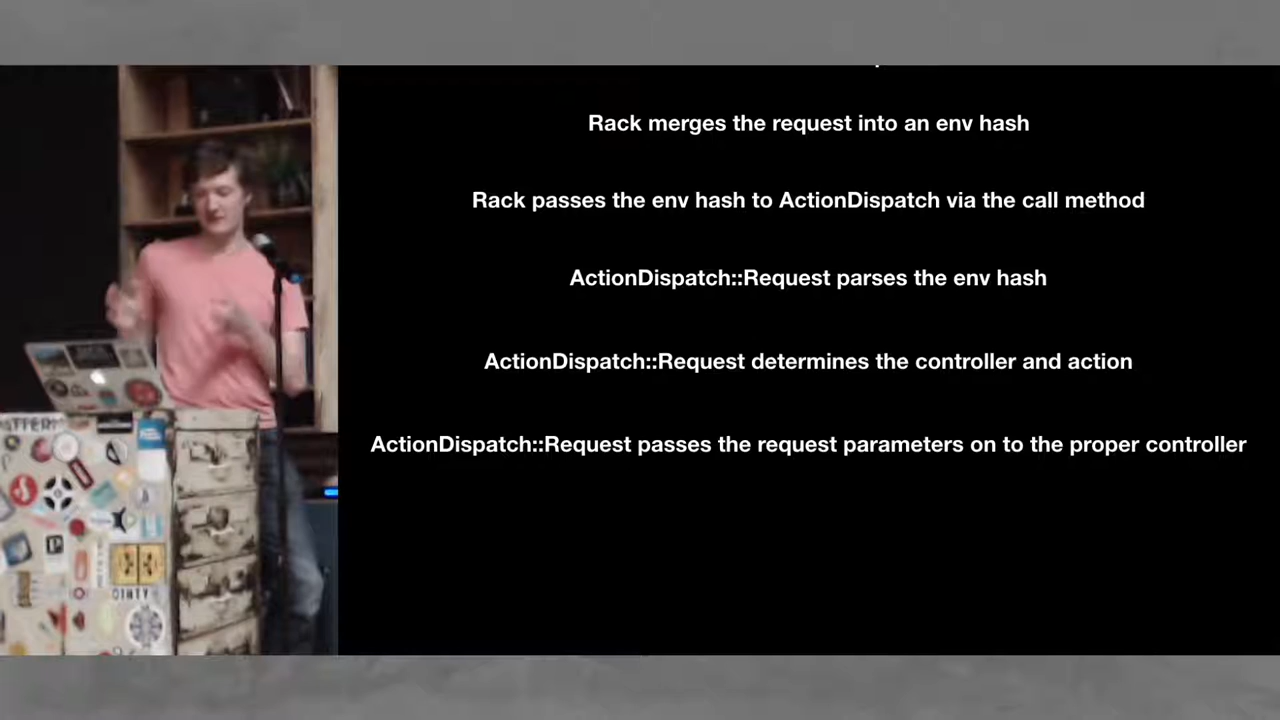 Rack merges the request into an env hash
Rack passes the env hash to ActionDispatch via the call method
ActionDispatch::Request parses the env hash
ActionDispatch::Request determines the controller and action
ActionDispatch::Request passes the request parameters on to the proper controller